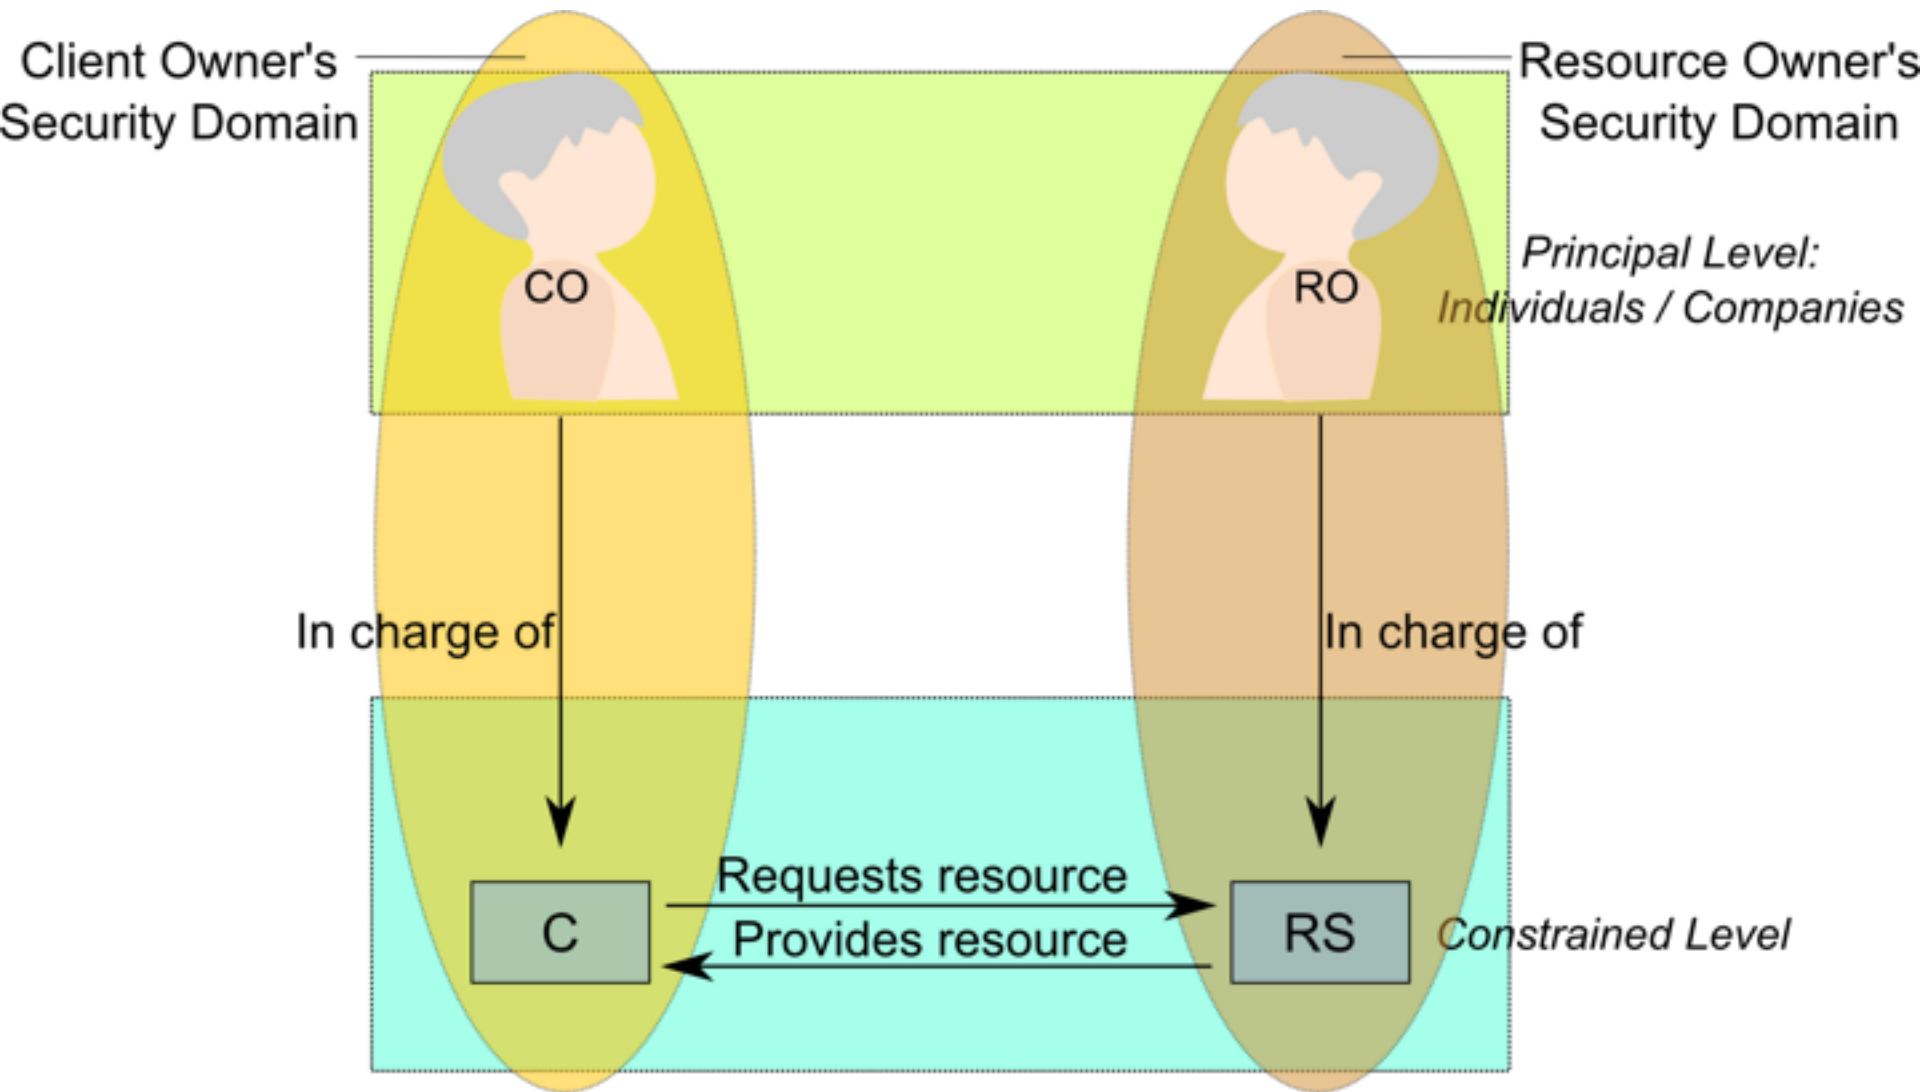 Client Owner's
Security Domain
Resource Owner's
Security Domain
CO
RO
Principal Level:
Individuals / Companies
In charge of
In charge of
Requests resource
Provides resource
C
RS
Constrained Level